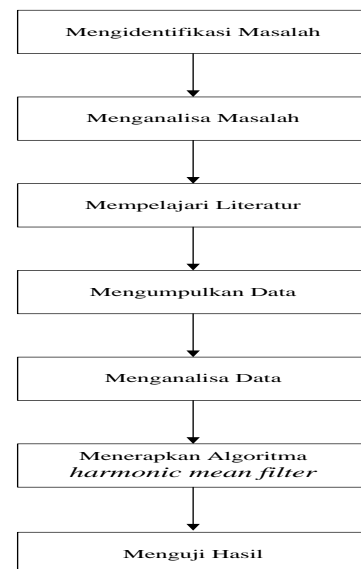 Mengidentifikasi Masalah
Menganalisa Masalah
Mempelajari Literatur
Mengumpulkan Data
Menganalisa Data
Menerapkan Algoritma
harmonic mean filter
Menguji Hasil